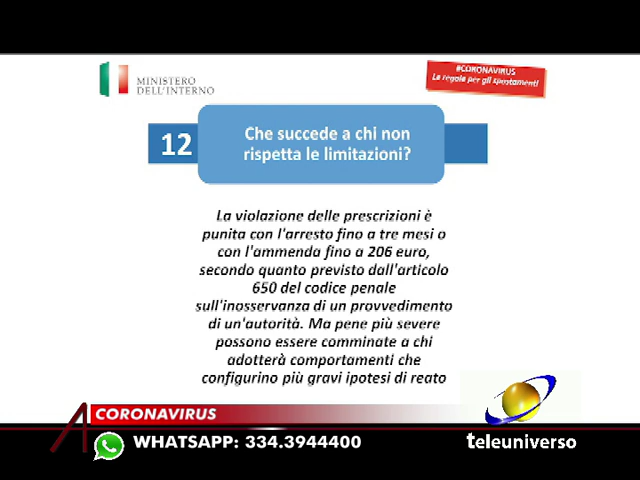 MINISTERO
DELL'INTERNO
#CORONAVIRUS
Le regole per gli spostamenti
12
Che succede a chi non
rispetta le limitazioni?
La violazione delle prescrizioni è
punita con l'arresto fino a tre mesi o
con l'ammenda fino a 206 euro,
secondo quanto previsto dall'articolo
650 del codice penale
sull'inosservanza di un provvedimento
di un'autorità. Ma pene più severe
possono essere comminate a chi
adotterà comportamenti che
configurino più gravi ipotesi di reato
A
CORONAVIRUS
WHATSAPP: 334.3944400
teleuniverso